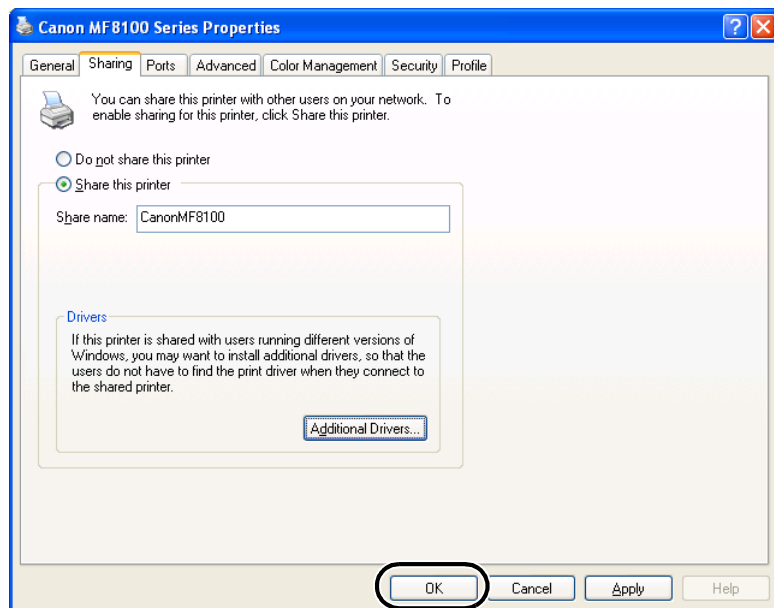 Canon MF8100 Series Properties
?
General Sharing Ports Advanced Color Management Security Profile
You can share this printer with other users on your network. To
enable sharing for this printer, click Share this printer.
Do not share this printer
Share this printer
Share name: CanonMF8100
Drivers
If this printer is shared with users running different versions of
Windows, you may want to install additional drivers, so that the
users do not have to find the print driver when they connect to
the shared printer.
Additional Drivers...
OK Cancel Apply Help